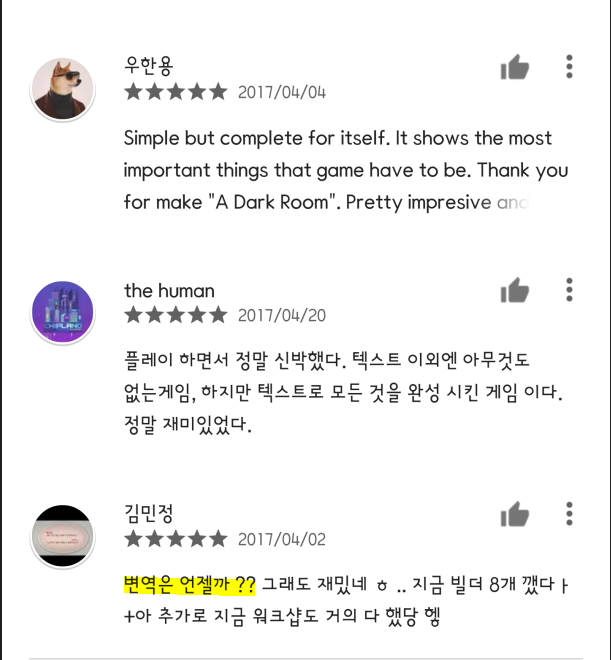 우한용
★★★★★ 2017/04/04
Simple but complete for itself. It shows the most
important things that game have to be. Thank you
for make "A Dark Room". Pretty impresive and
the human
★★★★★ 2017/04/20
플레이 하면서 정말 신박했다. 텍스트 이외엔 아무것도
없는게임, 하지만 텍스트로 모든 것을 완성 시킨 게임 이다.
정말 재미있었다.
김민정
★★★★★ 2017/04/02
변역은 언젤까 ?? 그래도 재밌네 ㅎ .. 지금 빌더 8개 깼다ㅏ
+아 추가로 지금 워크샵도 거의 다 했당 헿